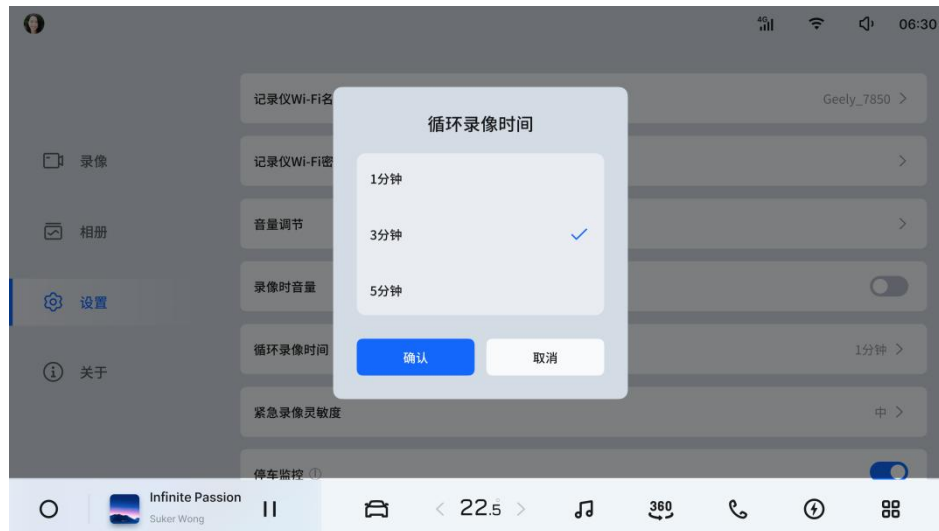 4G
06:30
记录仪Wi-Fi名
Geely_7850
录像
记录仪Wi-Fi密
相册
音量调节
设置
录像时音量
循环录像时间
1分钟
关于
紧急录像灵敏度
中
停车监控
循环录像时间
1分钟
3分钟
5分钟
确认
取消
Infinite Passion
Suker Wong
22.5
360